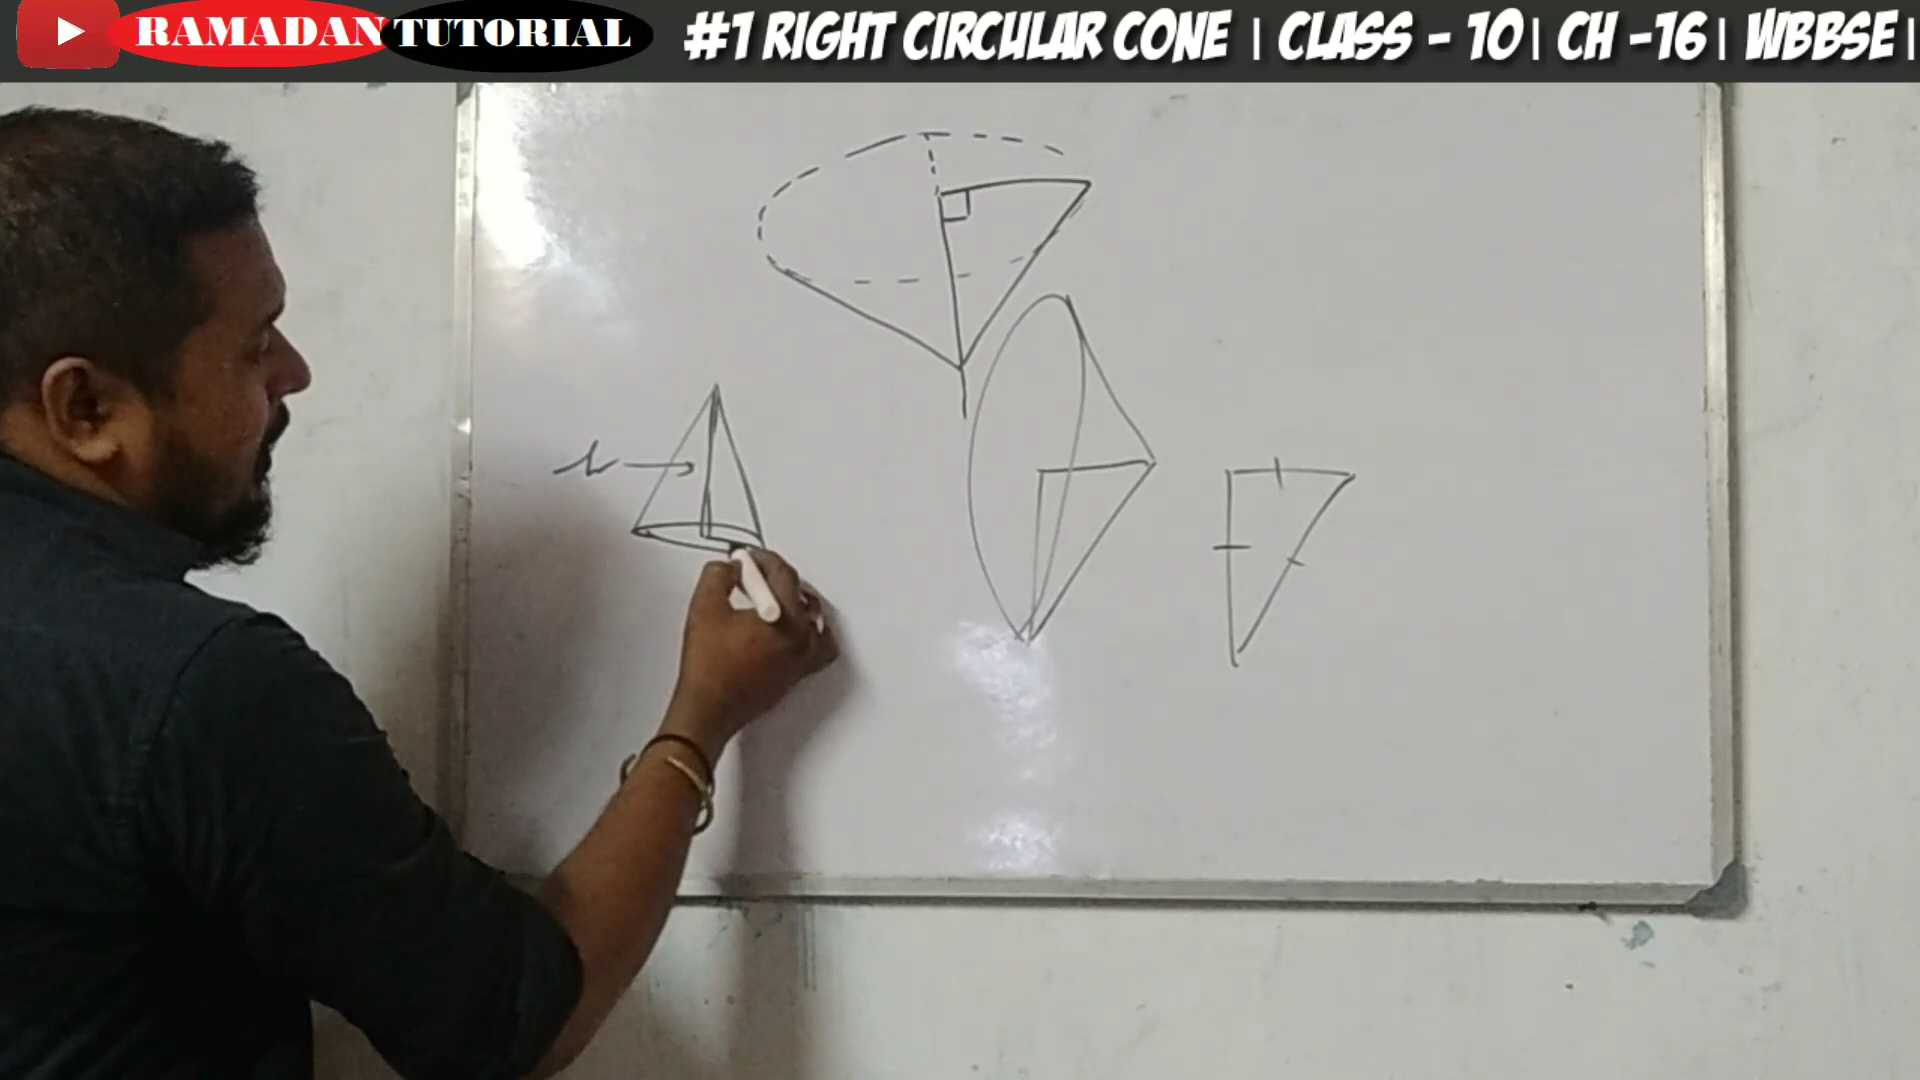 RAMADAN TUTORIAL
#1 RIGHT CIRCULAR CONE | CLASS - 10 | CH -16 | WBBSE |
h